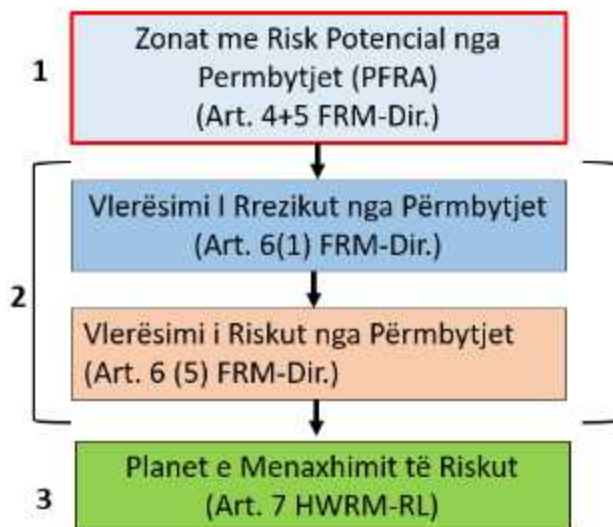 1
Zonat me Risk Potencial nga
Permbytjet (PFRA)
(Art. 4+5 FRM-Dir.)
2
Vlerësimi I Rrezikut nga Përmbytjet
(Art. 6(1) FRM-Dir.)
Vlerësimi i Riskut nga Përmbytjet
(Art. 6 (5) FRM-Dir.)
3
Planet e Menaxhimit të Riskut
(Art. 7 HWRM-RL)